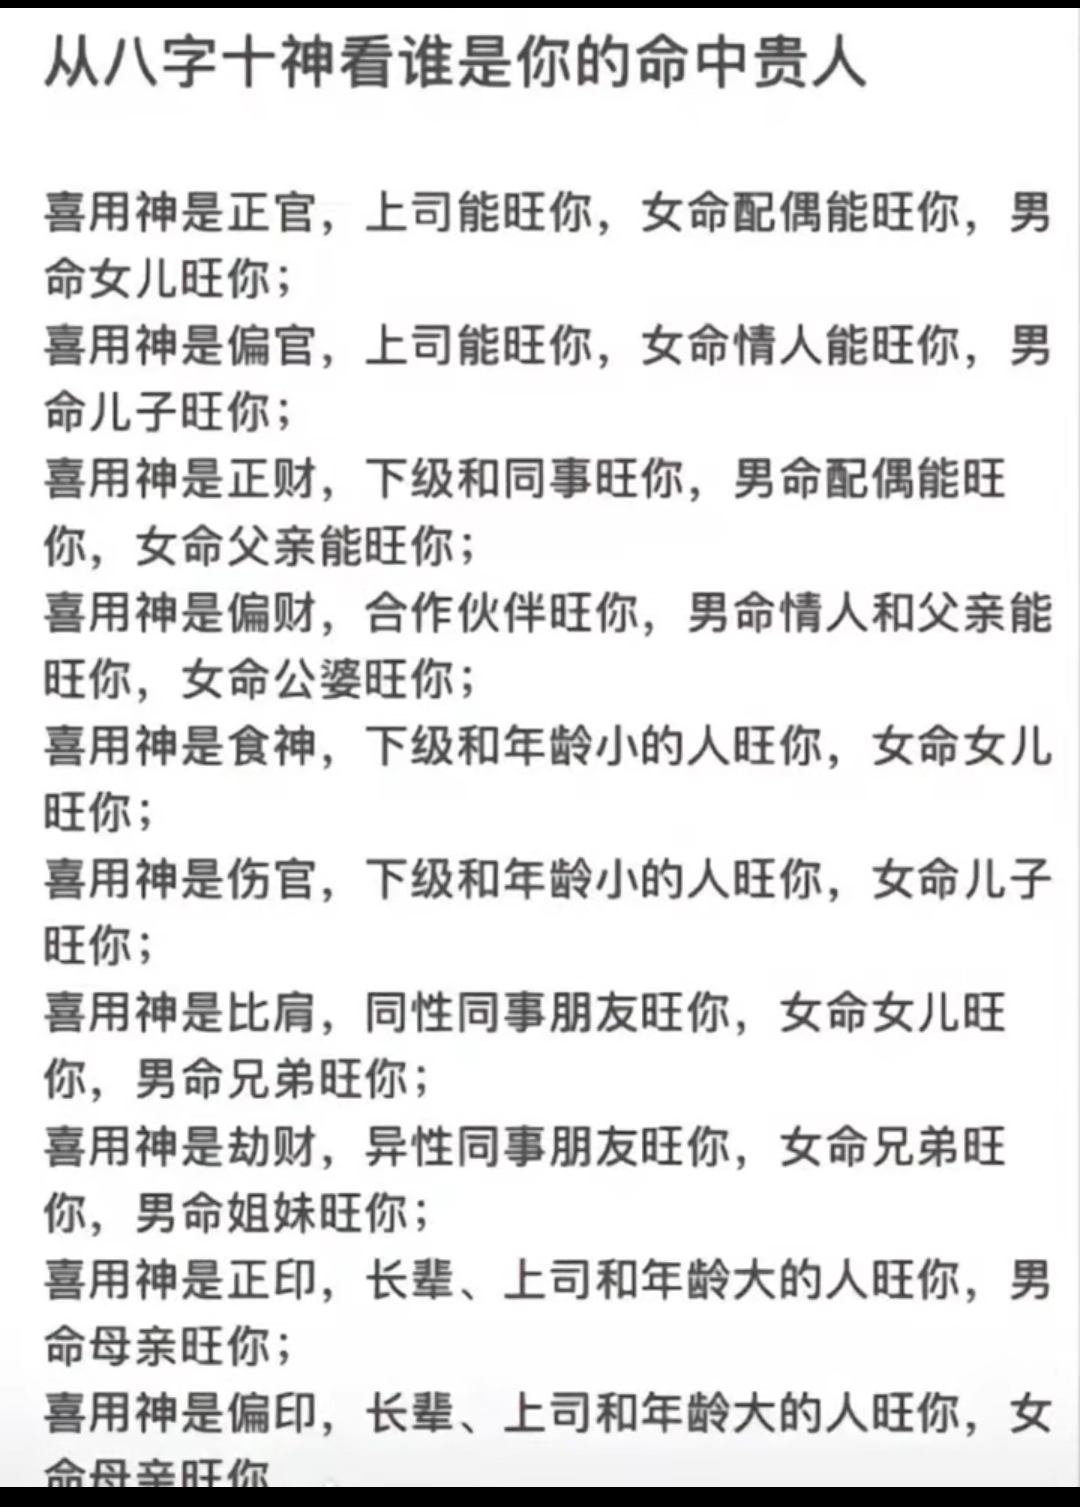 从八字十神看谁是你的命中贵人
喜用神是正官，上司能旺你，女命配偶能旺你，男
命女儿旺你；
喜用神是偏官，上司能旺你，女命情人能旺你，男
命儿子旺你；
喜用神是正财，下级和同事旺你，男命配偶能旺
你，女命父亲能旺你；
喜用神是偏财，合作伙伴旺你，男命情人和父亲能
旺你，女命公婆旺你；
喜用神是食神，下级和年龄小的人旺你，女命女儿
旺你；
喜用神是伤官，下级和年龄小的人旺你，女命儿子
旺你；
喜用神是比肩，同性同事朋友旺你，女命女儿旺
你，男命兄弟旺你；
喜用神是劫财，异性同事朋友旺你，女命兄弟旺
你，男命姐妹旺你；
喜用神是正印，长辈、上司和年龄大的人旺你，男
命母亲旺你；
喜用神是偏印，长辈、上司和年龄大的人旺你，女
命母亲旺你